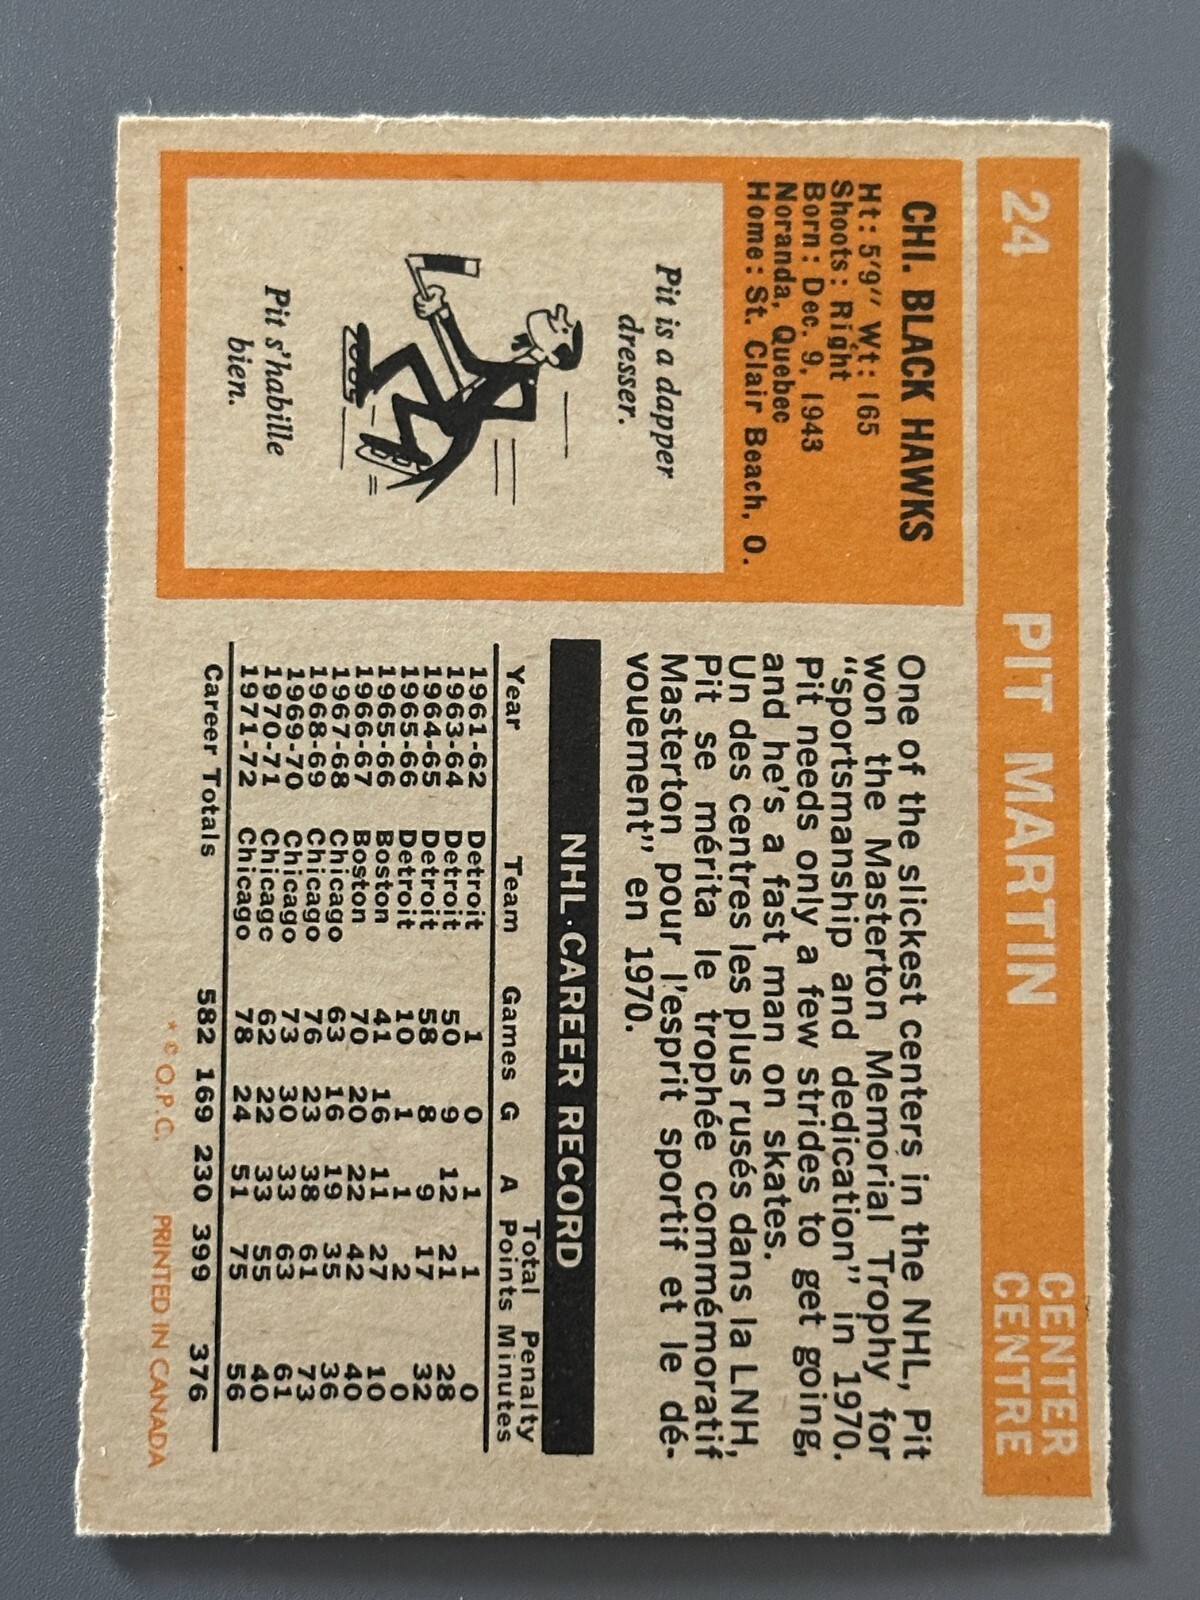 24 PIT MARTIN CENTER
CENTRE
CHI. BLACK HAWKS
Ht: 5'9" Wt: 165
Shoots: Right
Born: Dec. 9, 1943
Noranda, Quebec
Home: St. Clair Beach, O.
Pit is a dapper
dresser.
Pit s'habille
bien.
One of the slickest centers in the NHL, Pit
won the Masterton Memorial Trophy for
"sportsmanship and dedication" in 1970.
Pit needs only a few strides to get going,
and he's a fast man on skates.
Un des centres les plus rusés dans la LNH,
Pit se mérita le trophée commémoratif
Masterton pour l'esprit sportif et le dé-
vouement" en 1970.
NHL·CAREER RECORD
Year Team Games G A Total Points Penalty Minutes
1961-62 Detroit 1 0 1 1 0
1963-64 Detroit 50 9 12 21 28
1964-65 Detroit 58 8 9 17 32
1965-66 Detroit 10 1 1 2 0
1965-66 Boston 41 16 11 27 10
1966-67 Boston 70 20 22 42 40
1967-68 Chicago 63 16 19 35 36
1968-69 Chicago 76 23 38 61 73
1969-70 Chicago 73 30 33 63 61
1970-71 Chicago 62 22 33 55 40
1971-72 Chicago 78 24 51 75 56
Career Totals 582 169 230 399 376
* © O.P.C. PRINTED IN CANADA